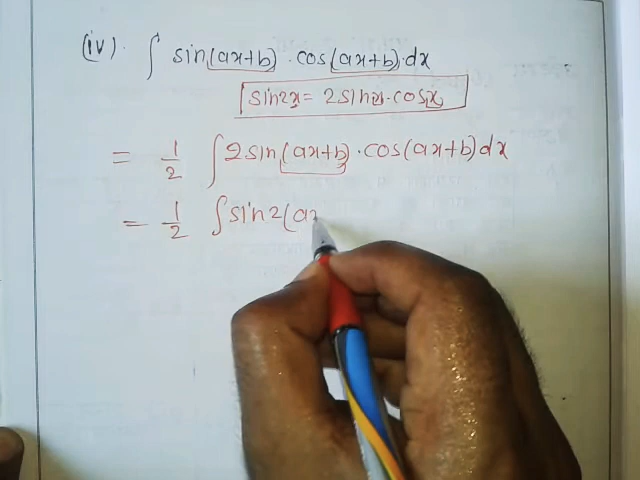 (iv). ∫ sin(ax+b) . cos(ax+b).dx
sin2x = 2sinx.cosx
= 1/2 ∫2sin(ax+b).cos(ax+b)dx
= 1/2 ∫sin2(ax